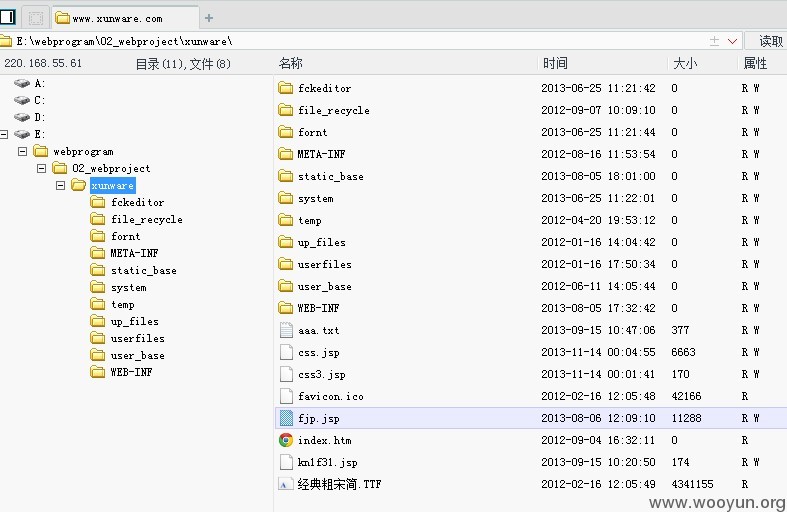 www.xunware.com
E:\webprogram\02_webproject\xunware\ 读取
220.168.55.61 目录(11),文件(8) 名称 时间 大小 属性
A:
C:
D:
E:
webprogram
02_webproject
xunware
fckeditor
file_recycle
fornt
META-INF
static_base
system
temp
up_files
userfiles
user_base
WEB-INF
fckeditor 2013-06-25 11:21:42 0 R W
file_recycle 2012-09-07 10:09:10 0 R W
fornt 2013-06-25 11:21:44 0 R W
META-INF 2012-08-16 11:53:54 0 R W
static_base 2013-08-05 18:01:00 0 R W
system 2013-06-25 11:22:01 0 R W
temp 2012-04-20 19:53:12 0 R W
up_files 2012-01-16 14:04:42 0 R W
userfiles 2012-01-16 17:50:34 0 R W
user_base 2012-06-11 14:05:44 0 R W
WEB-INF 2013-08-05 17:32:42 0 R W
aaa.txt 2013-09-15 10:47:06 377 R W
css.jsp 2013-11-14 00:04:55 6663 R W
css3.jsp 2013-11-14 00:01:41 170 R W
favicon.ico 2012-02-16 12:05:48 42166 R
fjp.jsp 2013-08-06 12:09:10 11288 R W
index.htm 2012-09-04 16:32:11 0 R
kn1f31.jsp 2013-09-15 10:20:50 174 R W
经典粗宋简.TTF 2012-02-16 12:05:49 4341155 R
www.wooyun.org